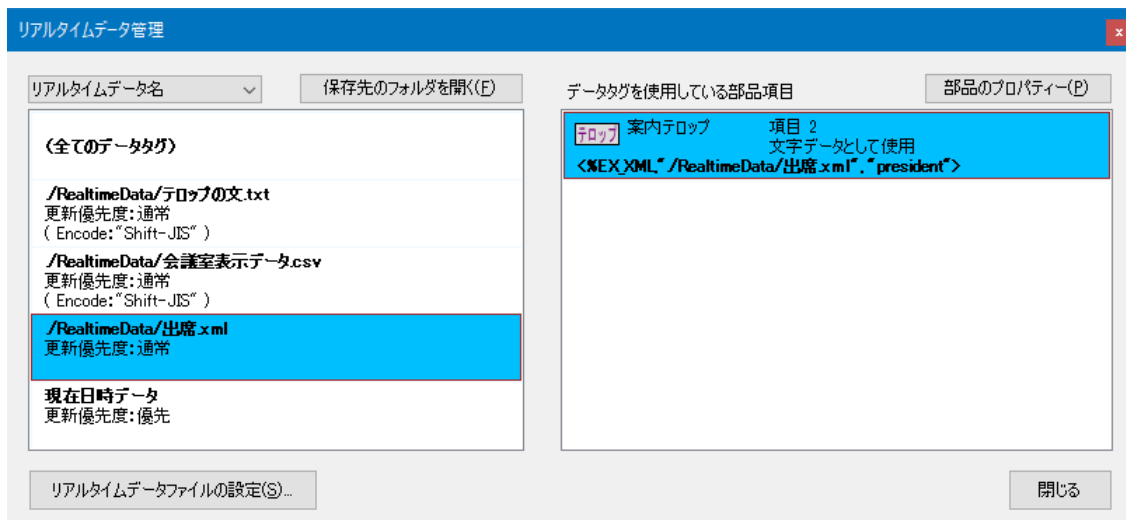 リアルタイムデータ管理
x
リアルタイムデータ名
保存先のフォルダを開く(F)
(全てのデータタグ)
./RealtimeData/テロップの文.txt
更新優先度:通常
( Encode:"Shift-JIS" )
./RealtimeData/会議室表示データ.csv
更新優先度:通常
( Encode:"Shift-JIS" )
./RealtimeData/出席.xml
更新優先度:通常
現在日時データ
更新優先度:優先
リアルタイムデータファイルの設定(S)...
データタグを使用している部品項目
部品のプロパティー(P)
テロップ 案内テロップ 項目 2
文字データとして使用
<%EX_XML,"./RealtimeData/出席.xml","president">
閉じる